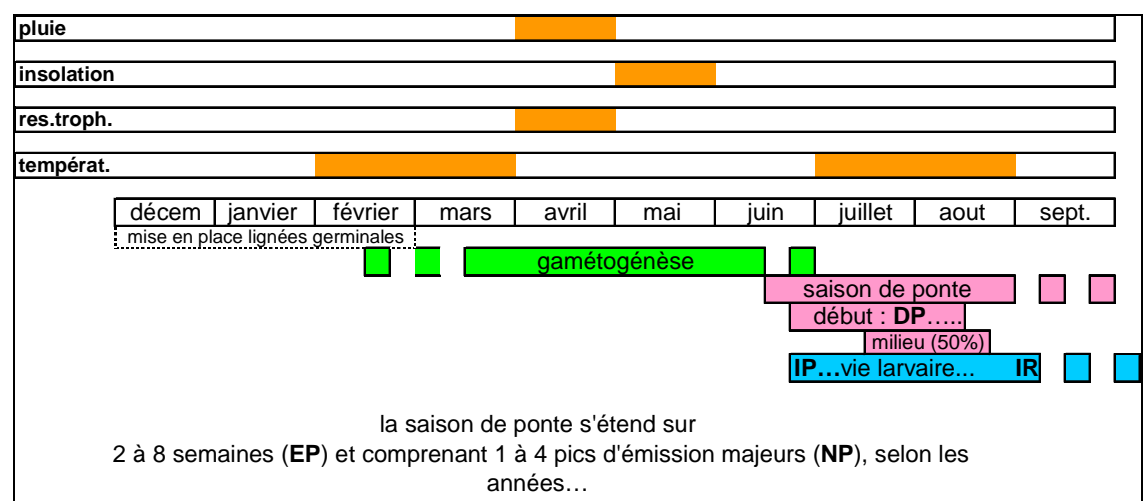 pluie
insolation
res.troph.
températ.
décem janvier février mars avril mai juin juillet aout sept.
mise en place lignées germinales
gamétogénèse
saison de ponte
début : DP…..
milieu (50%)
IP…vie larvaire... IR
la saison de ponte s'étend sur
2 à 8 semaines (EP) et comprenant 1 à 4 pics d'émission majeurs (NP), selon les
années…